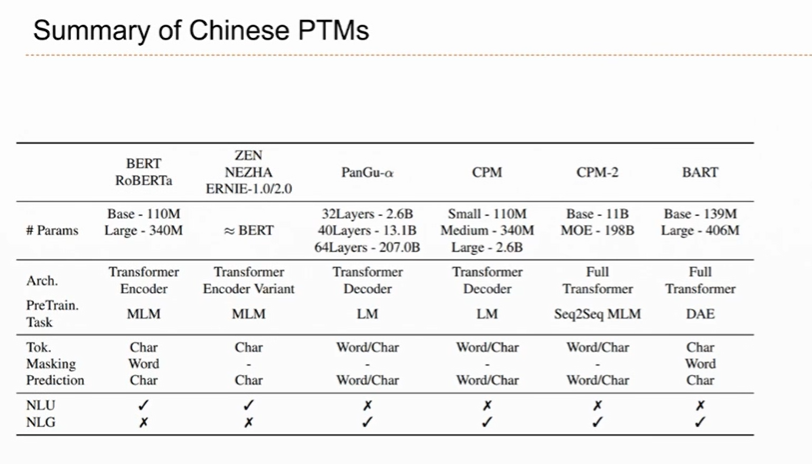 Summary of Chinese PTMs
BERT RoBERTa ZEN NEZHA ERNIE-1.0/2.0 PanGu-α CPM CPM-2 BART
# Params Base - 110M Large - 340M ≈ BERT 32Layers - 2.6B 40Layers - 13.1B 64Layers - 207.0B Small - 110M Medium - 340M Large - 2.6B Base - 11B MOE - 198B Base - 139M Large - 406M
Arch. Transformer Encoder Transformer Encoder Variant Transformer Decoder Transformer Decoder Full Transformer Full Transformer
PreTrain. Task MLM MLM LM LM Seq2Seq MLM DAE
Tok. Char Char Word/Char Word/Char Word/Char Char
Masking Word - - - - Word
Prediction Char Char Word/Char Word/Char Word/Char Char
NLU ✓ ✓ ✗ ✗ ✗ ✗
NLG ✗ ✗ ✓ ✓ ✓ ✓